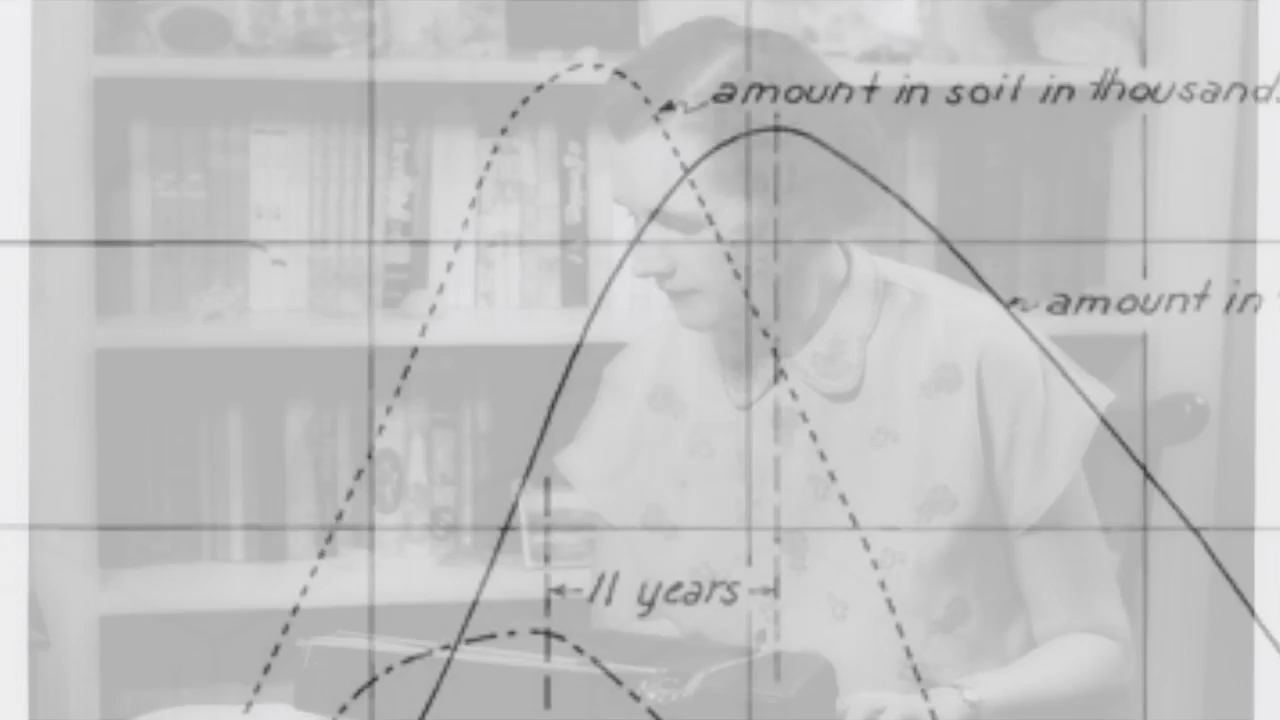 amount in soil in thousand
amount in
11 years